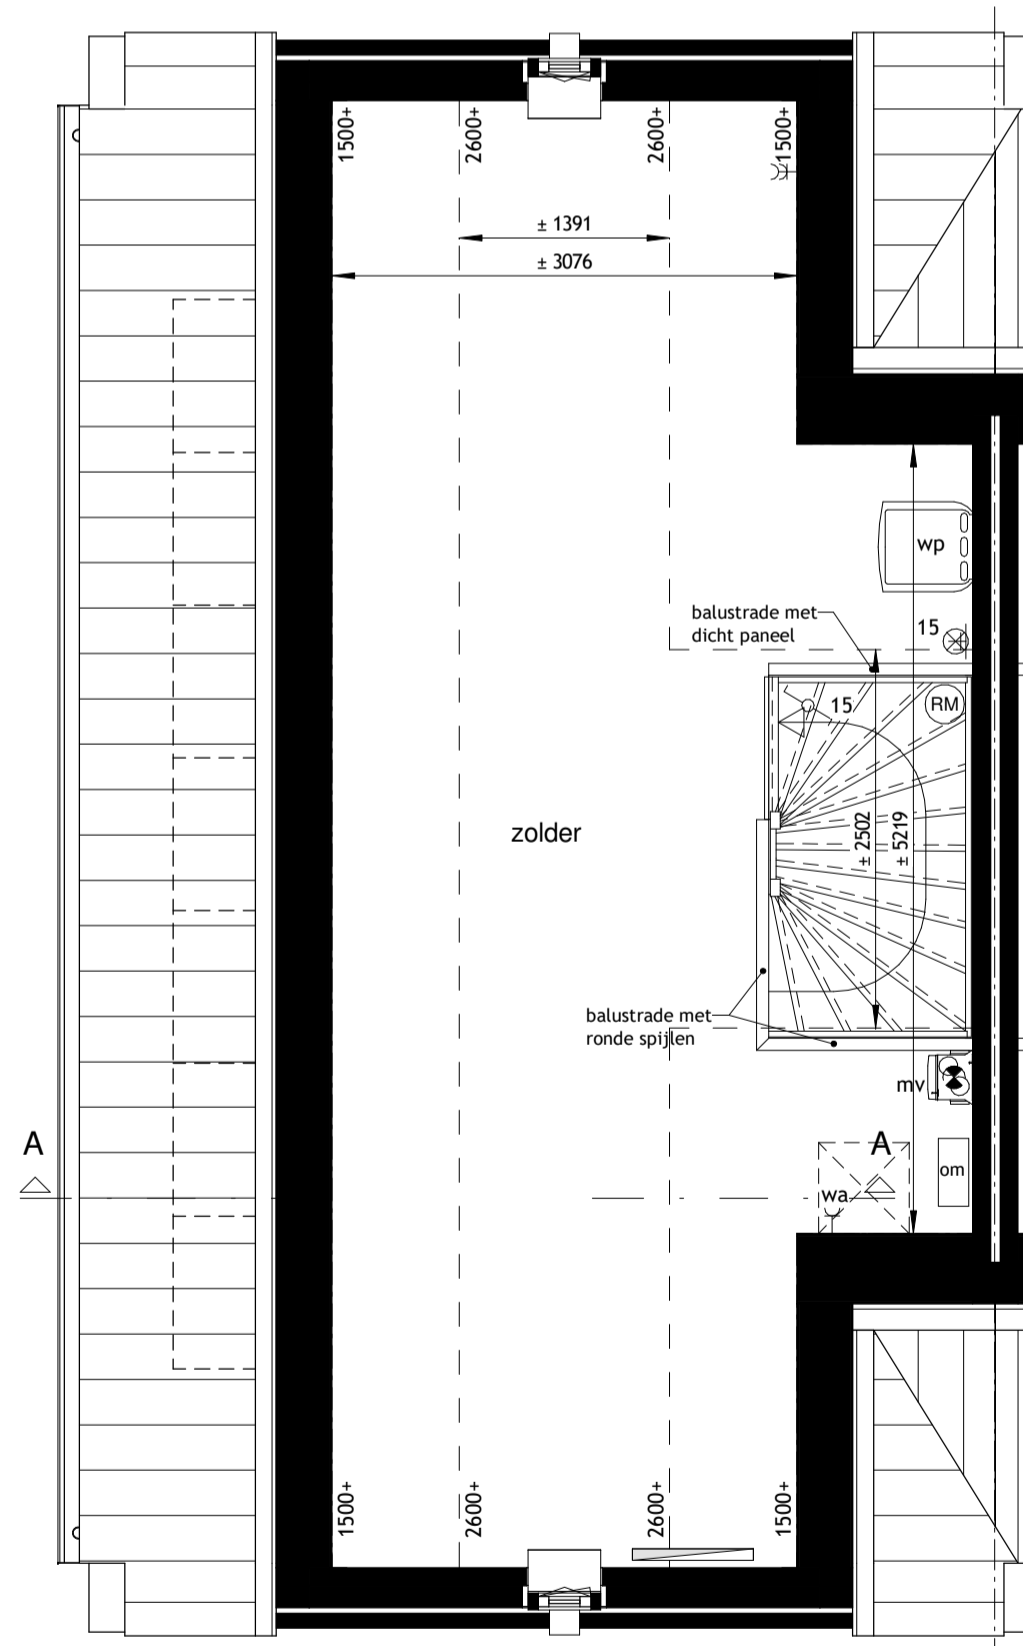 1500+
2600+
2600+
1500+
± 1391
± 3076
wp
balustrade met
dicht paneel
15
15
RM
zolder
± 2502
± 5219
balustrade met
ronde spijlen
mv
A
A
om
wa
1500+
2600+
2600+
1500+